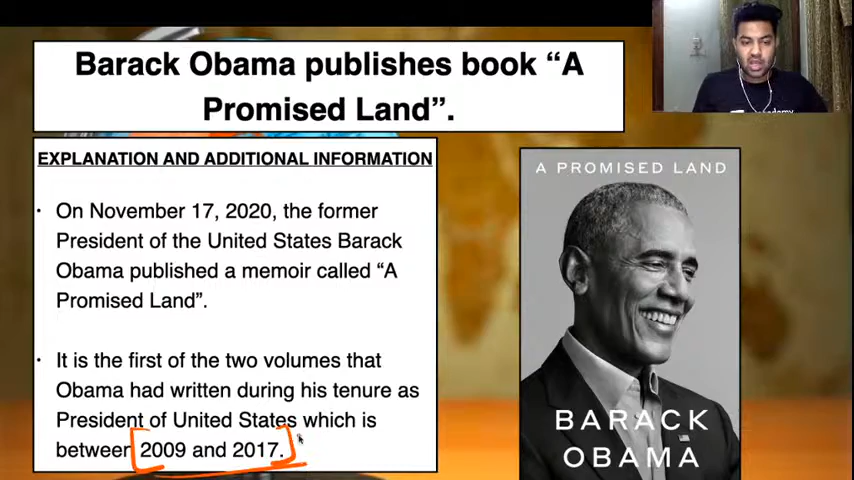 Barack Obama publishes book “A
Promised Land”.
EXPLANATION AND ADDITIONAL INFORMATION
• On November 17, 2020, the former
President of the United States Barack
Obama published a memoir called “A
Promised Land”.
• It is the first of the two volumes that
Obama had written during his tenure as
President of United States which is
between 2009 and 2017.
A PROMISED LAND
BARACK
OBAMA